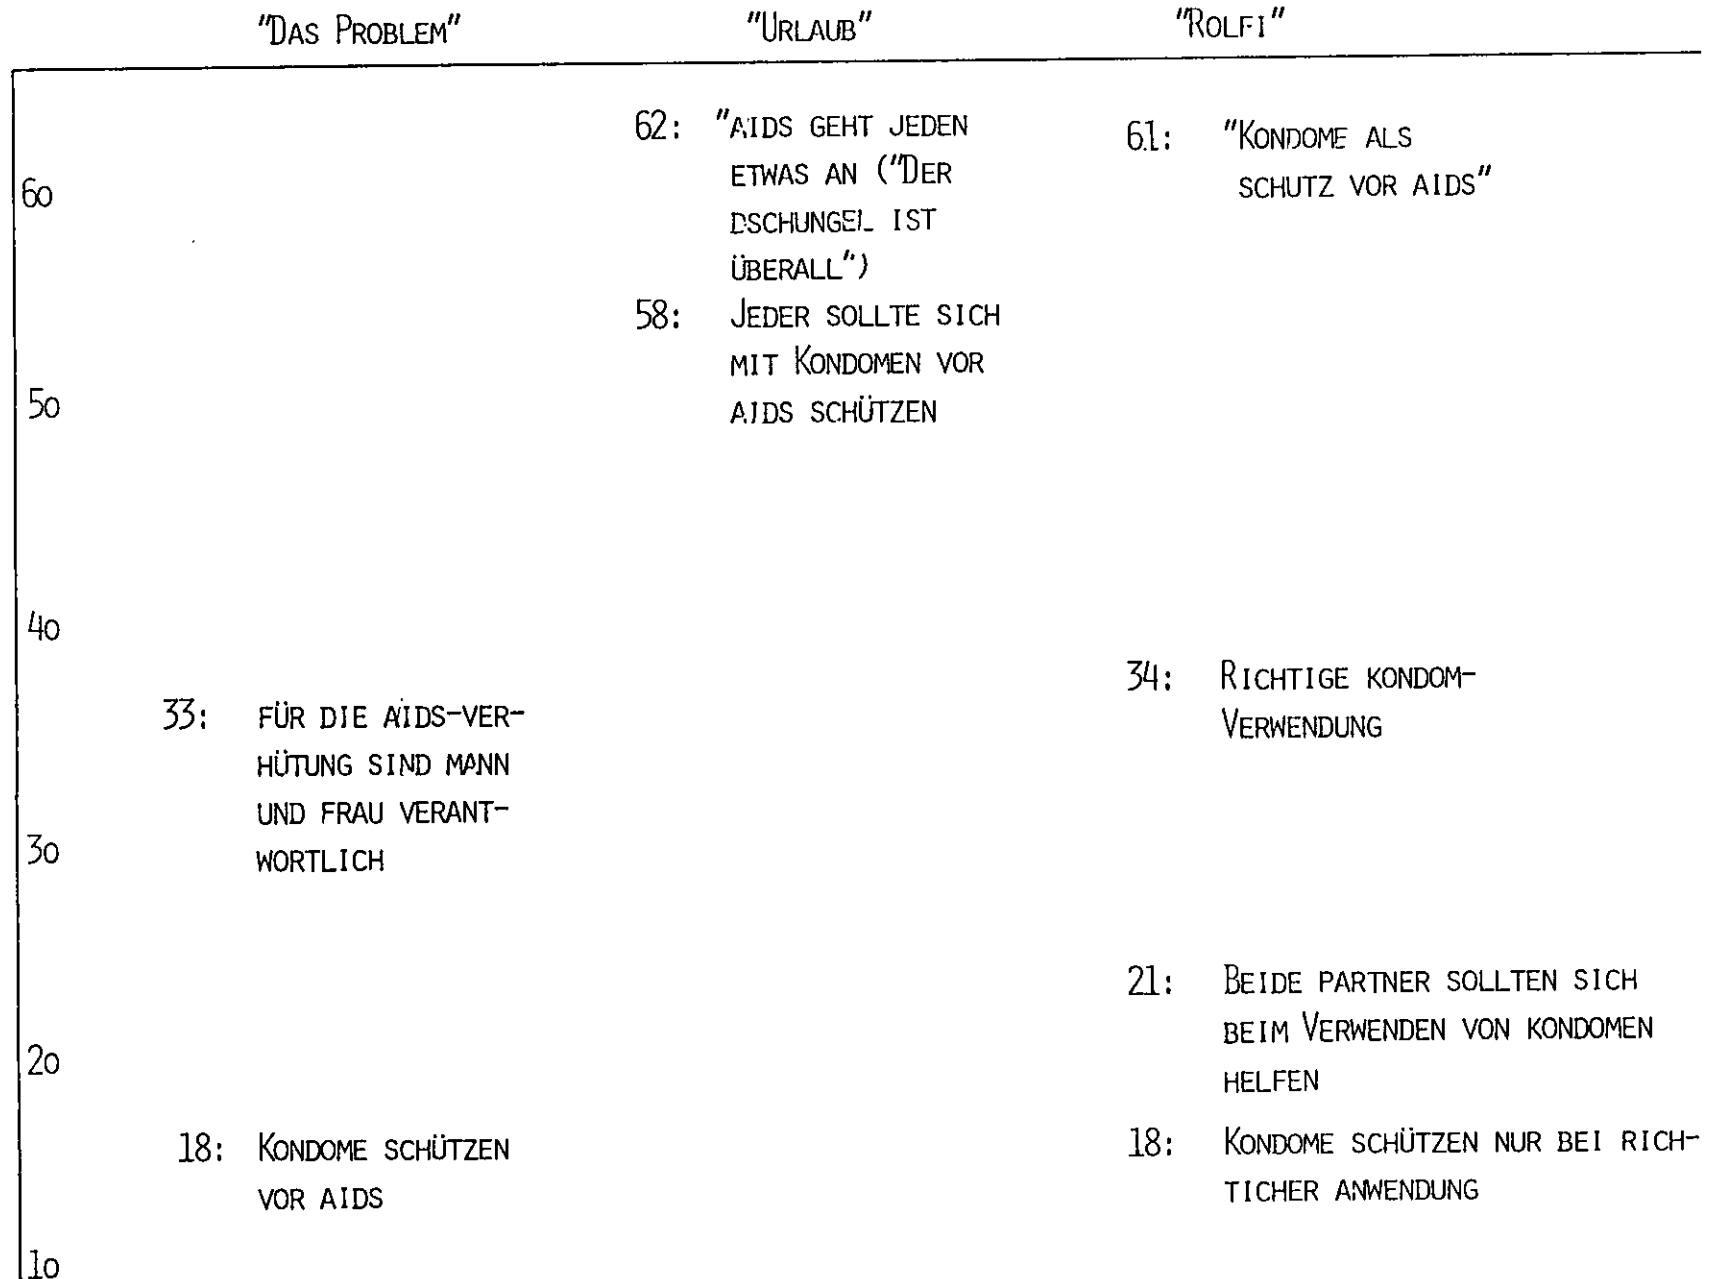 "DAS PROBLEM" "URLAUB" "ROLFI"
62: "AIDS GEHT JEDEN
ETWAS AN ("DER
DSCHUNGEL IST
ÜBERALL")
61: "KONDOME ALS
SCHUTZ VOR AIDS"
60
58: JEDER SOLLTE SICH
MIT KONDOMEN VOR
AIDS SCHÜTZEN
50
40
33: FÜR DIE AIDS-VER-
HÜTUNG SIND MANN
UND FRAU VERANT-
WORTLICH
34: RICHTIGE KONDOM-
VERWENDUNG
30
21: BEIDE PARTNER SOLLTEN SICH
BEIM VERWENDEN VON KONDOMEN
HELFEN
20
18: KONDOME SCHÜTZEN
VOR AIDS
18: KONDOME SCHÜTZEN NUR BEI RICH-
TICHER ANWENDUNG
10